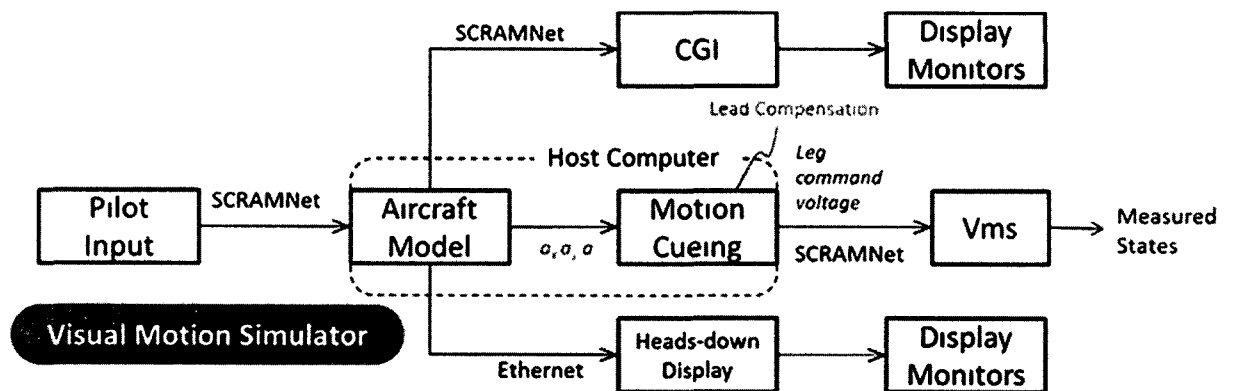 SCRAMNet
CGI
Display
Monitors
Lead Compensation
Host Computer
Leg
command
voltage
Pilot
Input
SCRAMNet
Aircraft
Model
a, a, a
Motion
Cueing
SCRAMNet
Vms
Measured
States
Visual Motion Simulator
Ethernet
Heads-down
Display
Display
Monitors